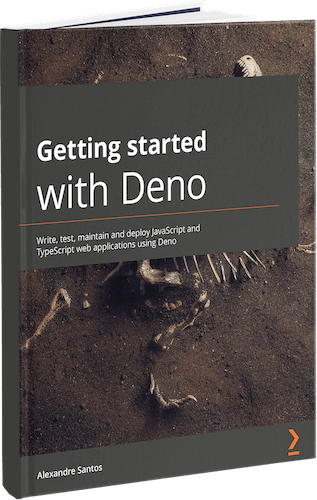 Getting started
with Deno
Write, test, maintain and deploy JavaScript and
TypeScript web applications using Deno
Alexandre Santos